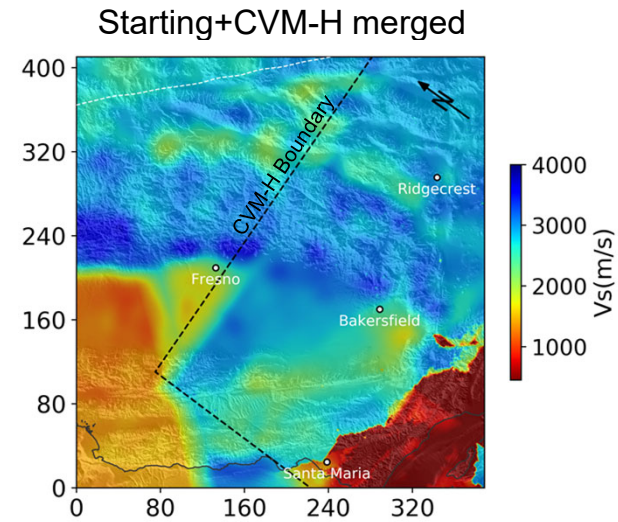 Starting+CVM-H merged
400
320
240
160
80
0
0
80
160
240
320
N
CVM-H Boundary
Ridgecrest
Fresno
Bakersfield
Santa Maria
4000
3000
2000
1000
Vs(m/s)